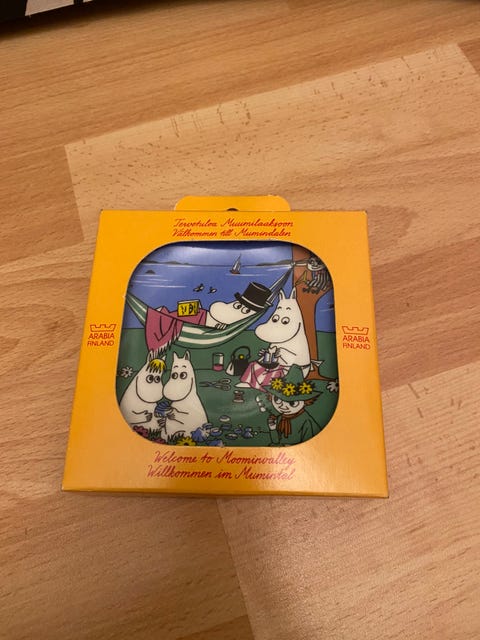 Tervetuloa Muumilaaksoon
Välkommen till Mumindalen
ARABIA
FINLAND
ARABIA
FINLAND
Welcome to Moominvalley
Willkommen im Mumintal